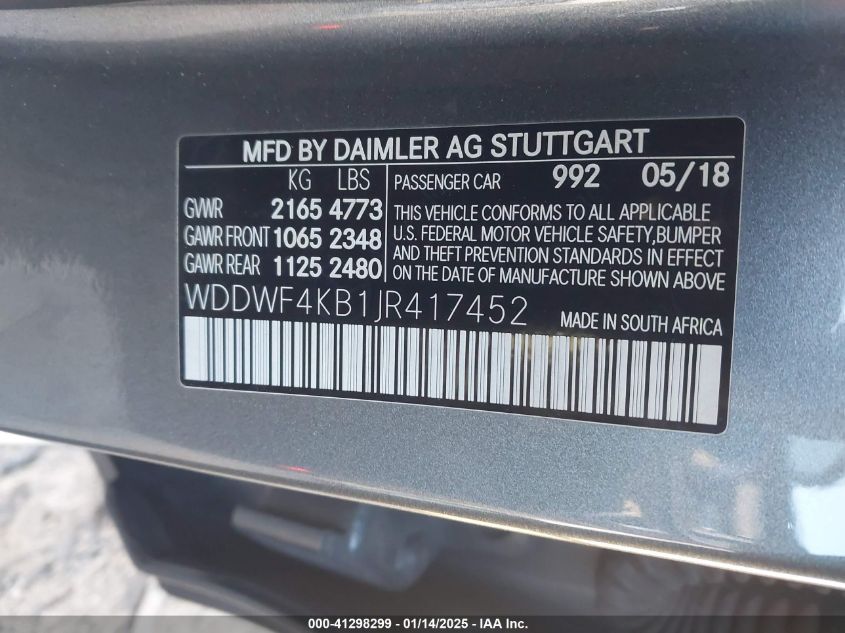 MFD BY DAIMLER AG STUTTGART
KG LBS
GVWR 2165 4773
GAWR FRONT 1065 2348
GAWR REAR 1125 2480
PASSENGER CAR 992 05/18
THIS VEHICLE CONFORMS TO ALL APPLICABLE
U.S. FEDERAL MOTOR VEHICLE SAFETY,BUMPER
AND THEFT PREVENTION STANDARDS IN EFFECT
ON THE DATE OF MANUFACTURE SHOWN ABOVE
WDDWF4KB1JR417452 MADE IN SOUTH AFRICA
000-41298299 - 01/14/2025 - IAA Inc.